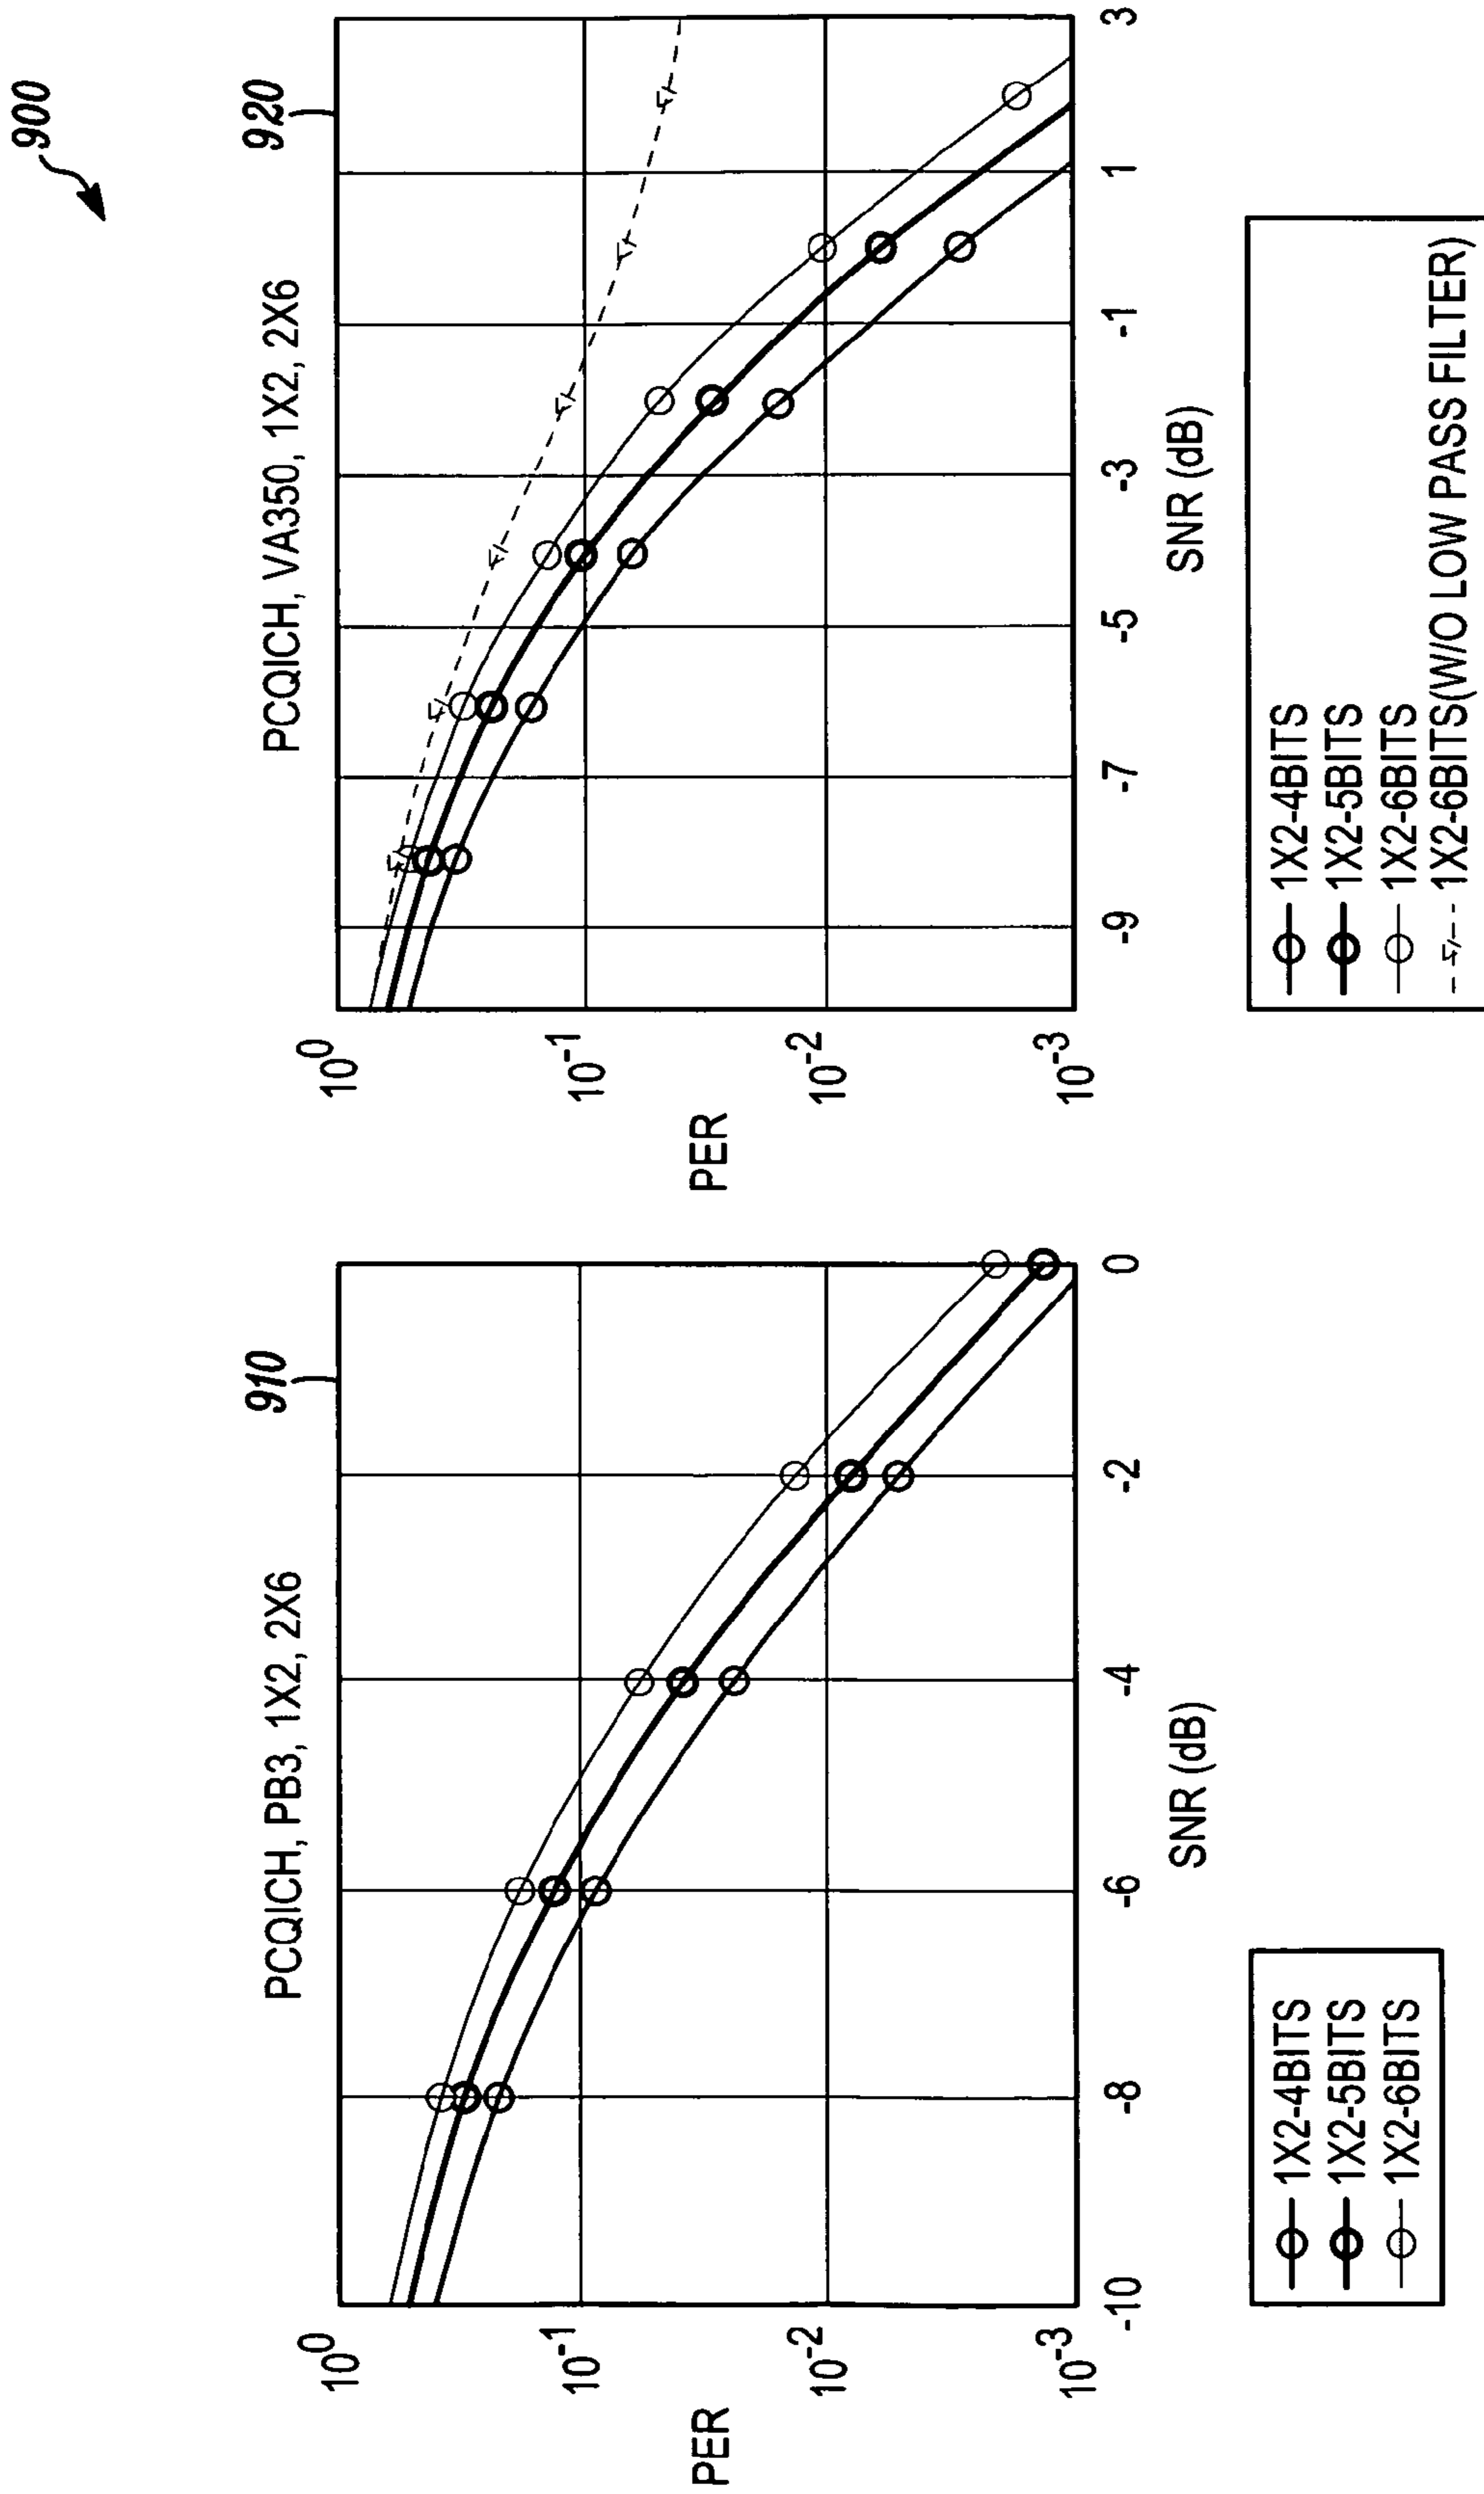 900
PCQICH, PB3, 1X2, 2X6
910
PER
10^0
10^-1
10^-2
10^-3
-10
-8
-6
-4
-2
0
SNR (dB)
1X2-4BITS
1X2-5BITS
1X2-6BITS
PCQICH, VA350, 1X2, 2X6
920
PER
10^0
10^-1
10^-2
10^-3
-9
-7
-5
-3
-1
1
3
SNR (dB)
1X2-4BITS
1X2-5BITS
1X2-6BITS
1X2-6BITS(W/O LOW PASS FILTER)